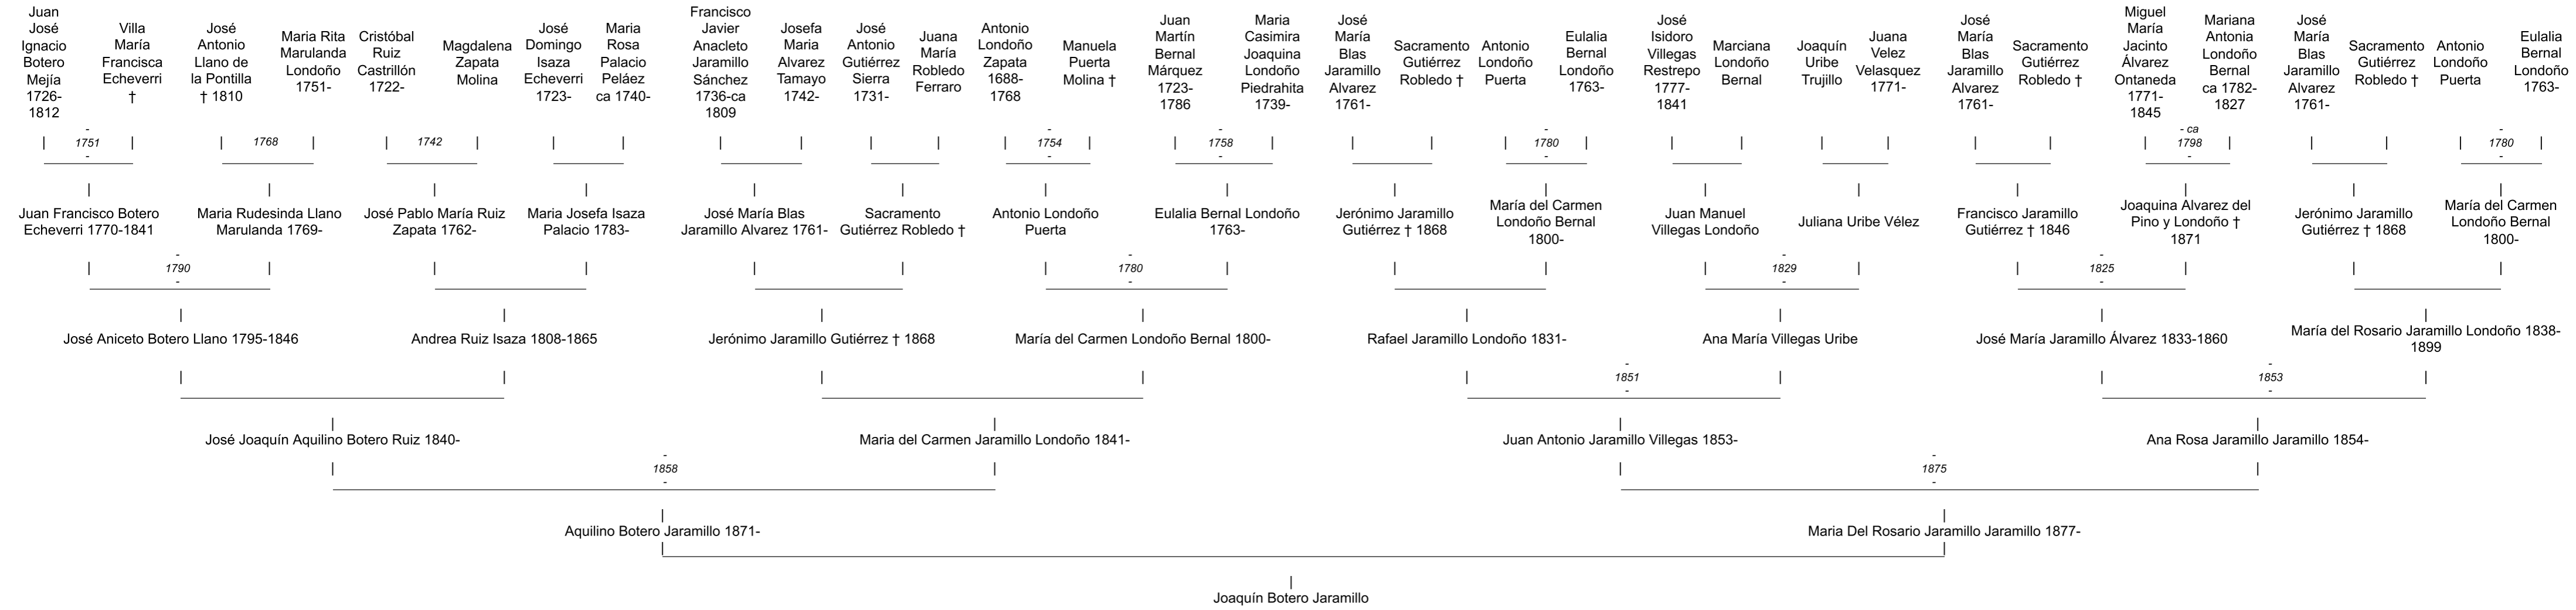 Juan
José
Ignacio
Botero
Mejía
1726-
1812
Villa
María
Francisca
Echeverri
†
José
Antonio
Llano de
la Pontilla
† 1810
Maria Rita
Marulanda
Londoño
1751-
Cristóbal
Ruiz
Castrillón
1722-
Magdalena
Zapata
Molina
José
Domingo
Isaza
Echeverri
1723-
Maria
Rosa
Palacio
Peláez
ca 1740-
Francisco
Javier
Anacleto
Jaramillo
Sánchez
1736-ca
1809
Josefa
Maria
Alvarez
Tamayo
1742-
José
Antonio
Gutiérrez
Sierra
1731-
Juana
María
Robledo
Ferraro
Antonio
Londoño
Zapata
1688-
1768
Manuela
Puerta
Molina †
Juan
Martín
Bernal
Márquez
1723-
1786
Maria
Casimira
Joaquina
Londoño
Piedrahita
1739-
José
María
Blas
Jaramillo
Alvarez
1761-
Sacramento
Gutiérrez
Robledo †
Antonio
Londoño
Puerta
Eulalia
Bernal
Londoño
1763-
José
Isidoro
Villegas
Restrepo
1777-
1841
Marciana
Londoño
Bernal
Joaquín
Uribe
Trujillo
Juana
Velez
Velasquez
1771-
José
María
Blas
Jaramillo
Alvarez
1761-
Sacramento
Gutiérrez
Robledo †
Miguel
María
Jacinto
Álvarez
Ontaneda
1771-
1845
Mariana
Antonia
Londoño
Bernal
ca 1782-
1827
José
María
Blas
Jaramillo
Alvarez
1761-
Sacramento
Gutiérrez
Robledo †
Antonio
Londoño
Puerta
Eulalia
Bernal
Londoño
1763-
-
1751
-
1768
1742
-
1754
-
-
1758
-
-
1780
-
- ca
1798
-
-
1780
-
Juan Francisco Botero
Echeverri 1770-1841
Maria Rudesinda Llano
Marulanda 1769-
José Pablo María Ruiz
Zapata 1762-
Maria Josefa Isaza
Palacio 1783-
José María Blas
Jaramillo Alvarez 1761-
Sacramento
Gutiérrez Robledo †
Antonio Londoño
Puerta
Eulalia Bernal Londoño
1763-
Jerónimo Jaramillo
Gutiérrez † 1868
María del Carmen
Londoño Bernal
1800-
Juan Manuel
Villegas Londoño
Juliana Uribe Vélez
Francisco Jaramillo
Gutiérrez † 1846
Joaquina Alvarez del
Pino y Londoño †
1871
Jerónimo Jaramillo
Gutiérrez † 1868
María del Carmen
Londoño Bernal
1800-
-
1790
-
-
1780
-
-
1829
-
-
1825
-
José Aniceto Botero Llano 1795-1846
Andrea Ruiz Isaza 1808-1865
Jerónimo Jaramillo Gutiérrez † 1868
María del Carmen Londoño Bernal 1800-
Rafael Jaramillo Londoño 1831-
Ana María Villegas Uribe
José María Jaramillo Álvarez 1833-1860
María del Rosario Jaramillo Londoño 1838-
1899
-
1851
-
-
1853
-
José Joaquín Aquilino Botero Ruiz 1840-
Maria del Carmen Jaramillo Londoño 1841-
Juan Antonio Jaramillo Villegas 1853-
Ana Rosa Jaramillo Jaramillo 1854-
-
1858
-
-
1875
-
Aquilino Botero Jaramillo 1871-
Maria Del Rosario Jaramillo Jaramillo 1877-
Joaquín Botero Jaramillo